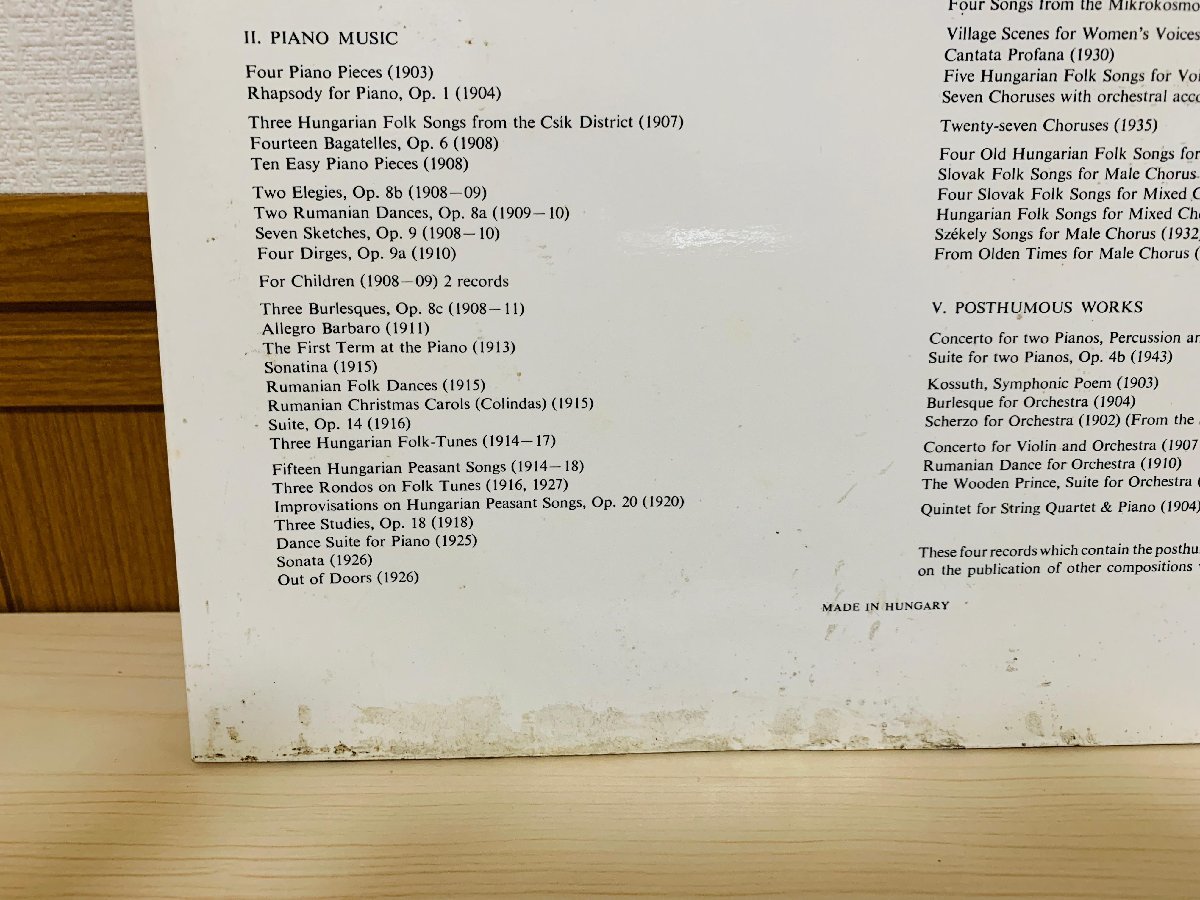 II. PIANO MUSIC
Four Piano Pieces (1903)
Rhapsody for Piano, Op. 1 (1904)
Three Hungarian Folk Songs from the Csik District (1907)
Fourteen Bagatelles, Op. 6 (1908)
Ten Easy Piano Pieces (1908)
Two Elegies, Op. 8b (1908—09)
Two Rumanian Dances, Op. 8a (1909—10)
Seven Sketches, Op. 9 (1908—10)
Four Dirges, Op. 9a (1910)
For Children (1908—09) 2 records
Three Burlesques, Op. 8c (1908—11)
Allegro Barbaro (1911)
The First Term at the Piano (1913)
Sonatina (1915)
Rumanian Folk Dances (1915)
Rumanian Christmas Carols (Colindas) (1915)
Suite, Op. 14 (1916)
Three Hungarian Folk-Tunes (1914—17)
Fifteen Hungarian Peasant Songs (1914—18)
Three Rondos on Folk Tunes (1916, 1927)
Improvisations on Hungarian Peasant Songs, Op. 20 (1920)
Three Studies, Op. 18 (1918)
Dance Suite for Piano (1925)
Sonata (1926)
Out of Doors (1926)
Four Songs from the Mikrokosmo
Village Scenes for Women's Voices
Cantata Profana (1930)
Five Hungarian Folk Songs for Voi
Seven Choruses with orchestral acco
Twenty-seven Choruses (1935)
Four Old Hungarian Folk Songs for
Slovak Folk Songs for Male Chorus
Four Slovak Folk Songs for Mixed C
Hungarian Folk Songs for Mixed Ch
Székely Songs for Male Chorus (1932
From Olden Times for Male Chorus (
V. POSTHUMOUS WORKS
Concerto for two Pianos, Percussion an
Suite for two Pianos, Op. 4b (1943)
Kossuth, Symphonic Poem (1903)
Burlesque for Orchestra (1904)
Scherzo for Orchestra (1902) (From the
Concerto for Violin and Orchestra (1907
Rumanian Dance for Orchestra (1910)
The Wooden Prince, Suite for Orchestra (
Quintet for String Quartet & Piano (1904)
These four records which contain the posthu
on the publication of other compositions
MADE IN HUNGARY